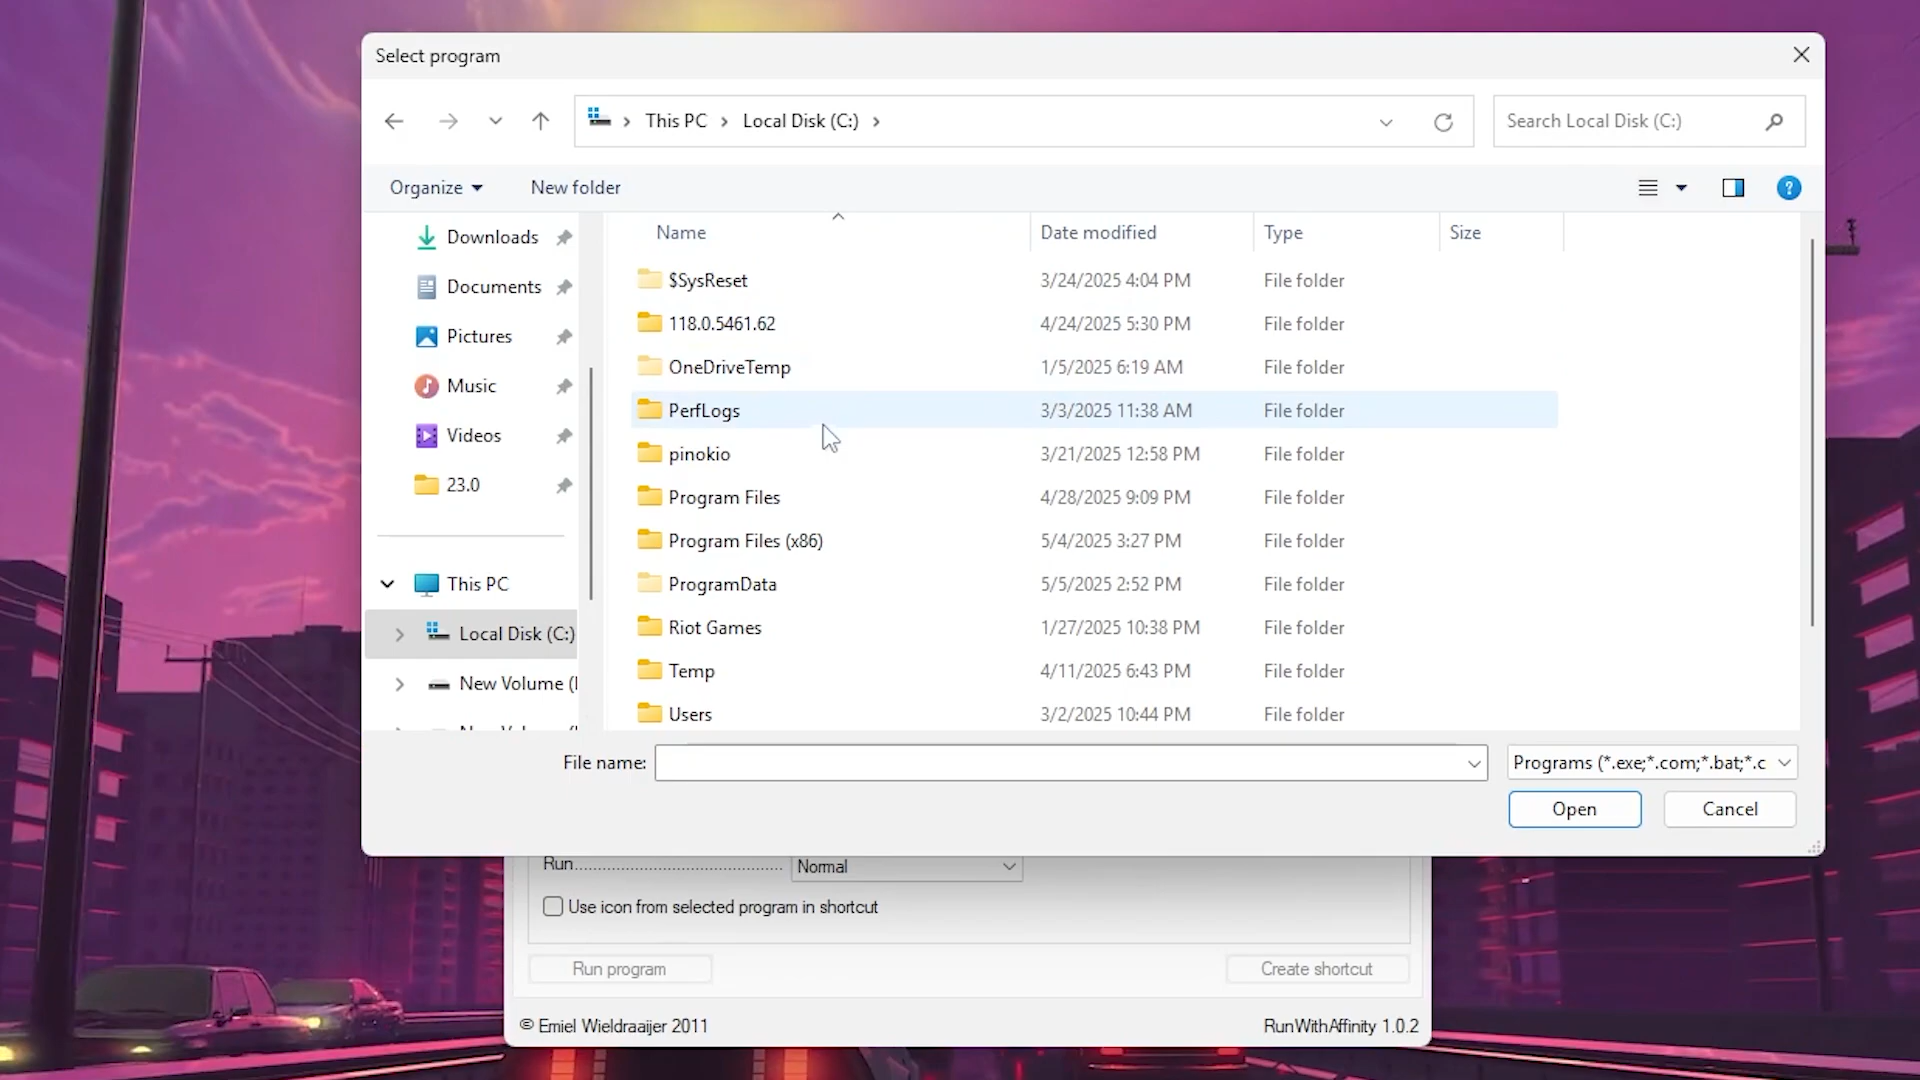 Select program
This PC
Local Disk (C:)
Search Local Disk (C:)
Organize
New folder
Downloads
Documents
Pictures
Music
Videos
23.0
This PC
Local Disk (C:)
New Volume (
Name Date modified Type Size
$SysReset 3/24/2025 4:04 PM File folder
118.0.5461.62 4/24/2025 5:30 PM File folder
OneDriveTemp 1/5/2025 6:19 AM File folder
PerfLogs 3/3/2025 11:38 AM File folder
pinokio 3/21/2025 12:58 PM File folder
Program Files 4/28/2025 9:09 PM File folder
Program Files (x86) 5/4/2025 3:27 PM File folder
ProgramData 5/5/2025 2:52 PM File folder
Riot Games 1/27/2025 10:38 PM File folder
Temp 4/11/2025 6:43 PM File folder
Users 3/2/2025 10:44 PM File folder
File name:
Programs (*.exe;*.com;*.bat;*.c
Open
Cancel
Run.......................................................
Normal
Use icon from selected program in shortcut
Run program
Create shortcut
© Emiel Wieldraaijer 2011
RunWithAffinity 1.0.2